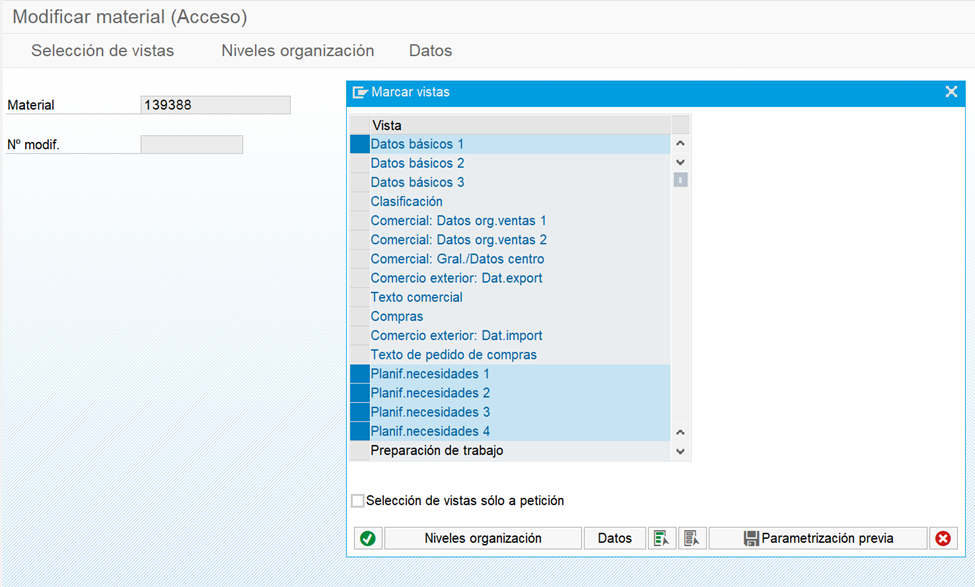 Modificar material (Acceso)
Selección de vistas Niveles organización Datos
Material 139388
Nº modif.
Marcar vistas
Vista
Datos básicos 1
Datos básicos 2
Datos básicos 3
Clasificación
Comercial: Datos org.ventas 1
Comercial: Datos org.ventas 2
Comercial: Gral./Datos centro
Comercio exterior: Dat.export
Texto comercial
Compras
Comercio exterior: Dat.import
Texto de pedido de compras
Planif.necesidades 1
Planif.necesidades 2
Planif.necesidades 3
Planif.necesidades 4
Preparación de trabajo
Selección de vistas sólo a petición
Niveles organización Datos Parametrización previa